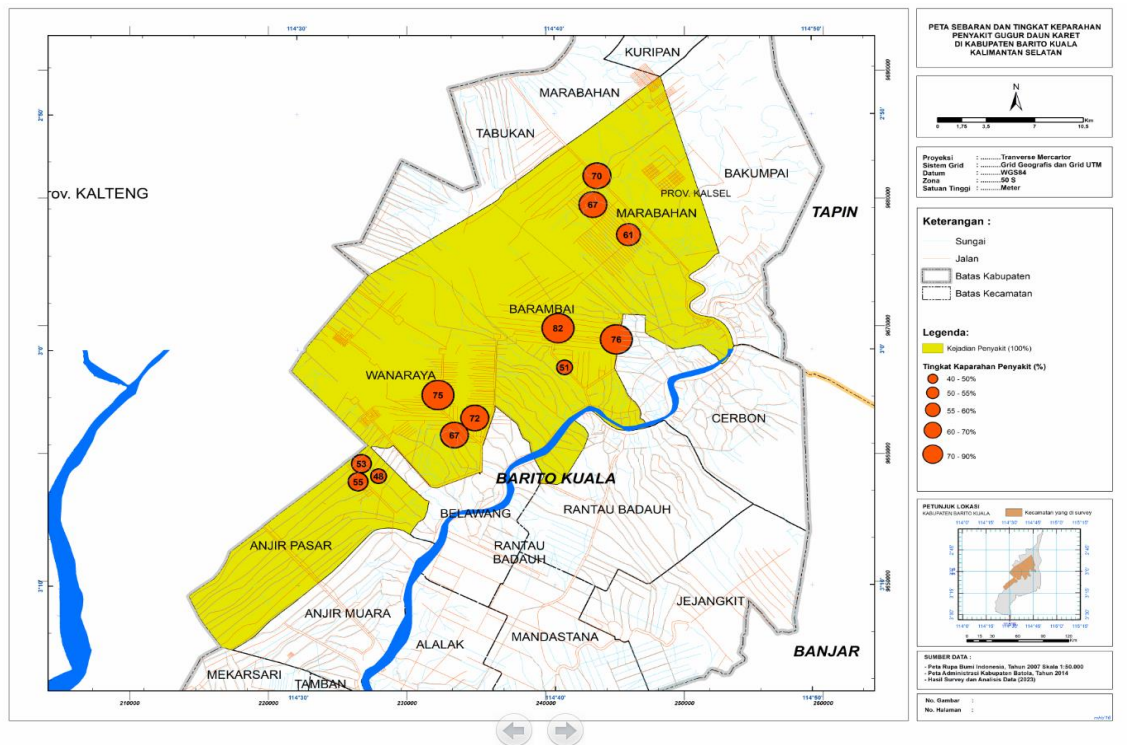 PETA SEBARAN DAN TINGKAT KEPARAHAN
PENYAKIT GUGUR DAUN KARET
DI KABUPATEN BARITO KUALA
KALIMANTAN SELATAN
N
0 1,75 3,5 7 10,5 Km
Proyeksi : ..........Tranverse Mercartor
Sistem Grid : ..........Grid Geografis dan Grid UTM
Datum : ..........WGS84
Zona : ..........50 S
Satuan Tinggi : ..........Meter
Keterangan :
Sungai
Jalan
Batas Kabupaten
Batas Kecamatan
Legenda:
Kejadian Penyakit (100%)
Tingkat Kaparahan Penyakit (%)
40 - 50%
50 - 55%
55 - 60%
60 - 70%
70 - 90%
PETUNJUK LOKASI
KABUPATEN BARITO KUALA
Kecamatan yang di survey
SUMBER DATA :
- Peta Rupa Bumi Indonesia, Tahun 2007 Skala 1:50.000
- Peta Administrasi Kabupaten Batola, Tahun 2014
- Hasil Survey dan Analisis Data (2023)
No. Gambar :
No. Halaman :
114°30' 114°40' 114°50'
KURIPAN
MARABAHAN
TABUKAN
BAKUMPAI
rov. KALTENG
70
PROV. KALSEL
67
MARABAHAN
TAPIN
61
BARAMBAI
82
76
51
WANARAYA
75
72
67
CERBON
53
48
55
BARITO KUALA
RANTAU BADAUH
BELAWANG
ANJIR PASAR
RANTAU
BADAUH
JEJANGKIT
ANJIR MUARA
MANDASTANA
ALALAK
BANJAR
MEKARSARI
TAMBAN
114°30' 114°40' 114°50'